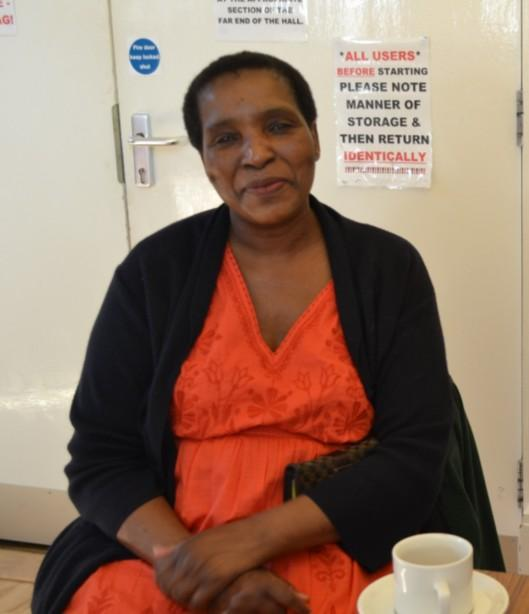 AG!
SECTION OF THE
FAR END OF THE HALL.
Fire door
keep locked
shut
*ALL USERS*
BEFORE STARTING
PLEASE NOTE
MANNER OF
STORAGE &
THEN RETURN
IDENTICALLY
!!!!!!!!!!!!!!!!!!!!!!!!